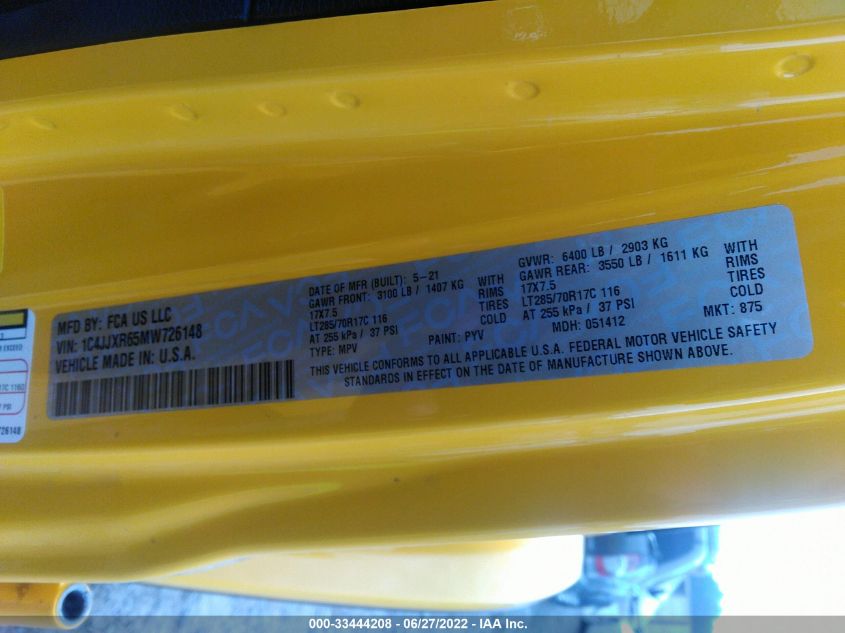 MFD BY: FCA US LLC
VIN: 1C4JJXR65MW726148
VEHICLE MADE IN: U.S.A.
DATE OF MFR (BUILT): 5-21
GAWR FRONT: 3100 LB / 1407 KG WITH
17X7.5 RIMS
LT285/70R17C 116 TIRES
AT 255 kPa / 37 PSI COLD
TYPE: MPV PAINT: PYV
GVWR: 6400 LB / 2903 KG
GAWR REAR: 3550 LB / 1611 KG WITH
17X7.5 RIMS
LT285/70R17C 116 TIRES
AT 255 kPa / 37 PSI COLD
MDH: 051412 MKT: 875
THIS VEHICLE CONFORMS TO ALL APPLICABLE U.S.A. FEDERAL MOTOR VEHICLE SAFETY
STANDARDS IN EFFECT ON THE DATE OF MANUFACTURE SHOWN ABOVE.
EXCEED
17C 116Q
PSI
726148
000-33444208 - 06/27/2022 - IAA Inc.